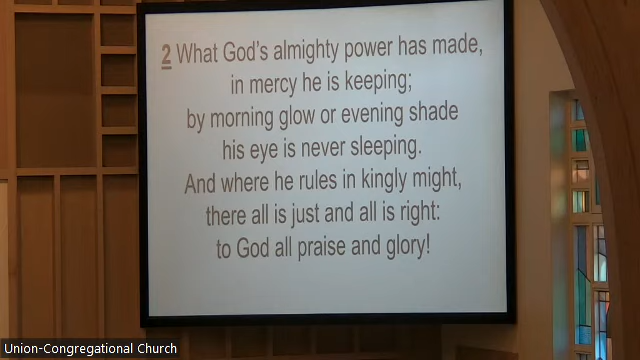 2 What God's almighty power has made,
in mercy he is keeping;
by morning glow or evening shade
his eye is never sleeping.
And where he rules in kingly might,
there all is just and all is right:
to God all praise and glory!
Union-Congregational Church